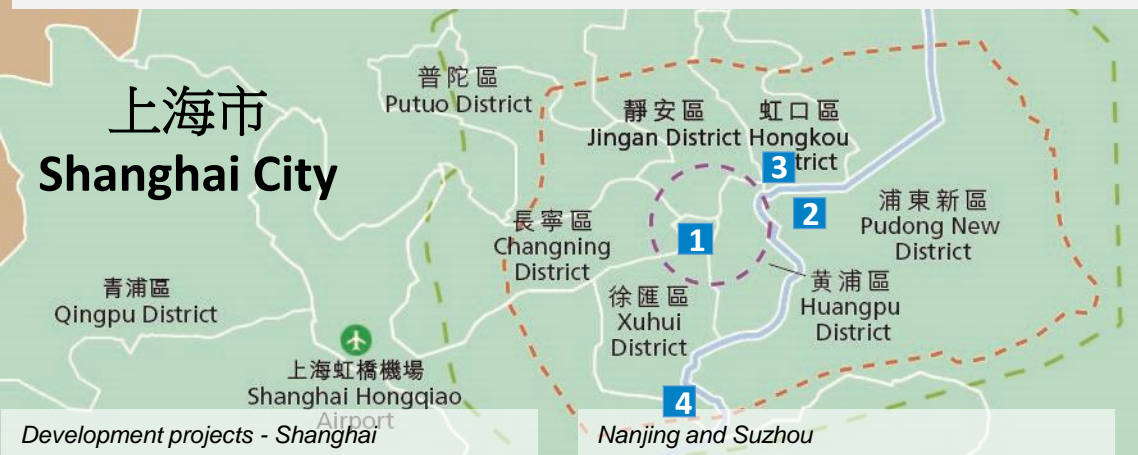 上海市
Shanghai City
普陀區
Putuo District
靜安區
Jingan District
虹口區
Hongkou
trict
3
浦東新區
Pudong New
District
2
長寧區
Changning
District
1
青浦區
Qingpu District
徐匯區
Xuhui
District
黄浦區
Huangpu
District
上海虹橋機場
Shanghai Hongqiao
Airport
4
Development projects - Shanghai
Nanjing and Suzhou